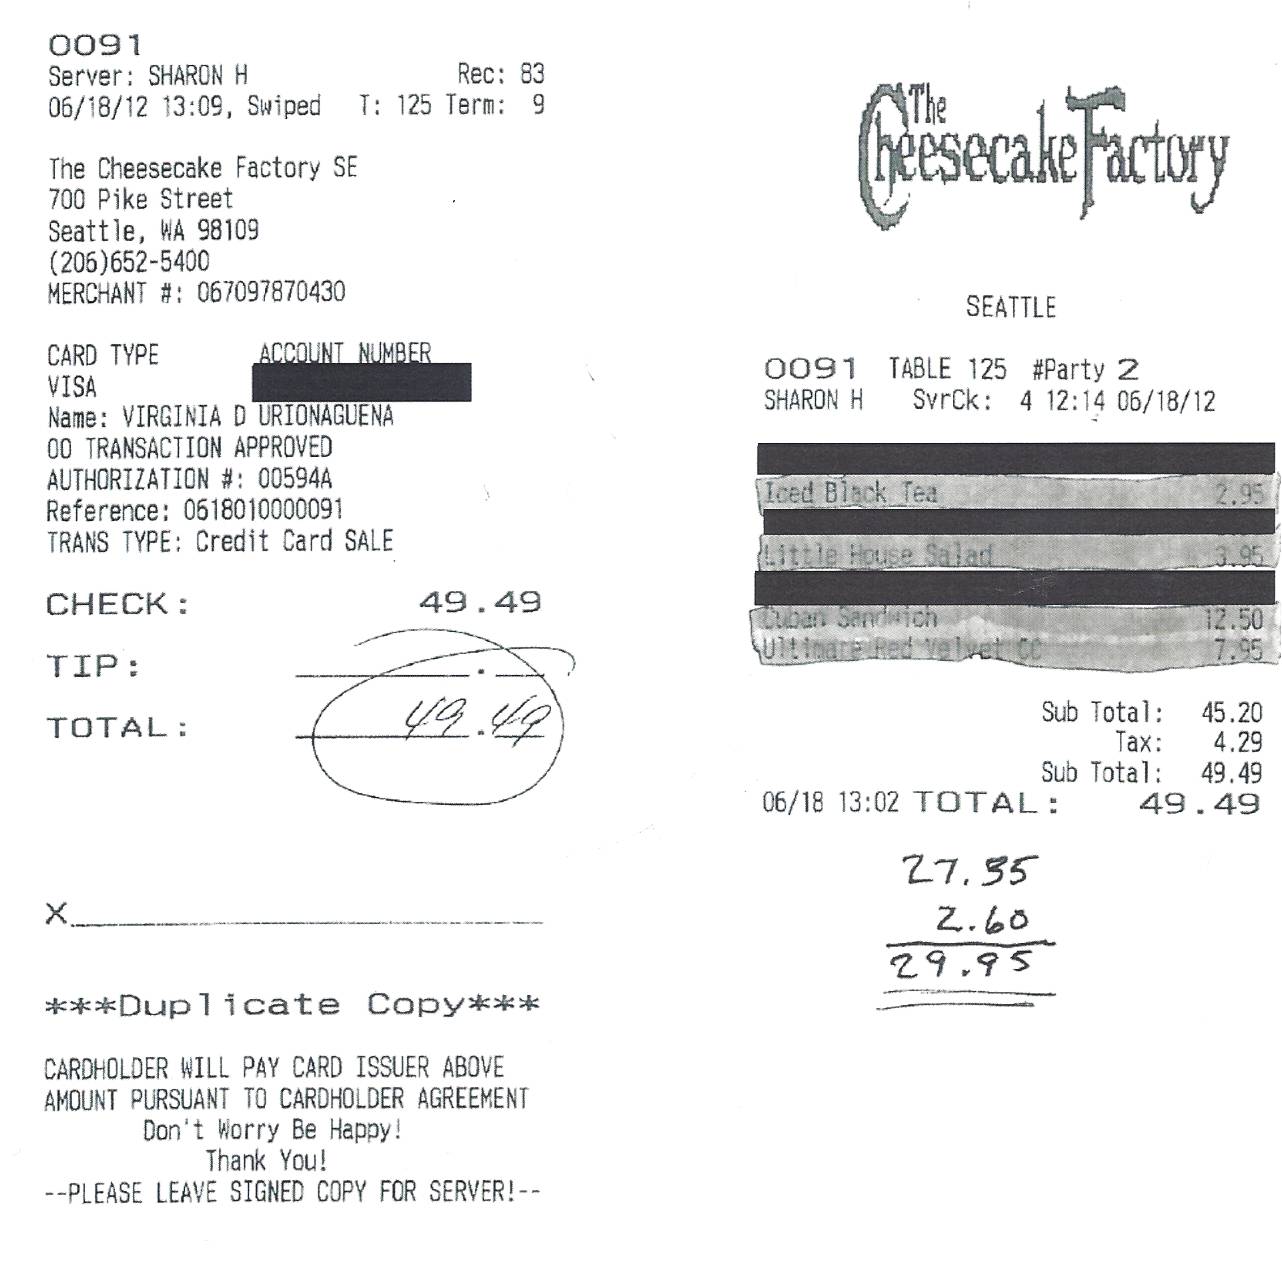 0091
Server: SHARON H Rec: 83
06/18/12 13:09, Swiped T: 125 Term: 9
The Cheesecake Factory SE
700 Pike Street
Seattle, WA 98109
(206)652-5400
MERCHANT #: 067097870430
CARD TYPE ACCOUNT NUMBER
VISA
Name: VIRGINIA D URIONAGUENA
00 TRANSACTION APPROVED
AUTHORIZATION #: 00594A
Reference: 0618010000091
TRANS TYPE: Credit Card SALE
CHECK: 49.49
TIP: .
TOTAL: 49.49
X
***Duplicate Copy***
CARDHOLDER WILL PAY CARD ISSUER ABOVE
AMOUNT PURSUANT TO CARDHOLDER AGREEMENT
Don't Worry Be Happy!
Thank You!
--PLEASE LEAVE SIGNED COPY FOR SERVER!--
The
Cheesecake Factory
SEATTLE
0091 TABLE 125 #Party 2
SHARON H SvrCk: 4 12:14 06/18/12
Iced Black Tea 2.95
Little House Salad 3.95
Cuban Sandwich 12.50
Ultimate Red Velvet CC 7.95
Sub Total: 45.20
Tax: 4.29
Sub Total: 49.49
06/18 13:02 TOTAL: 49.49
27.35
2.60
29.95